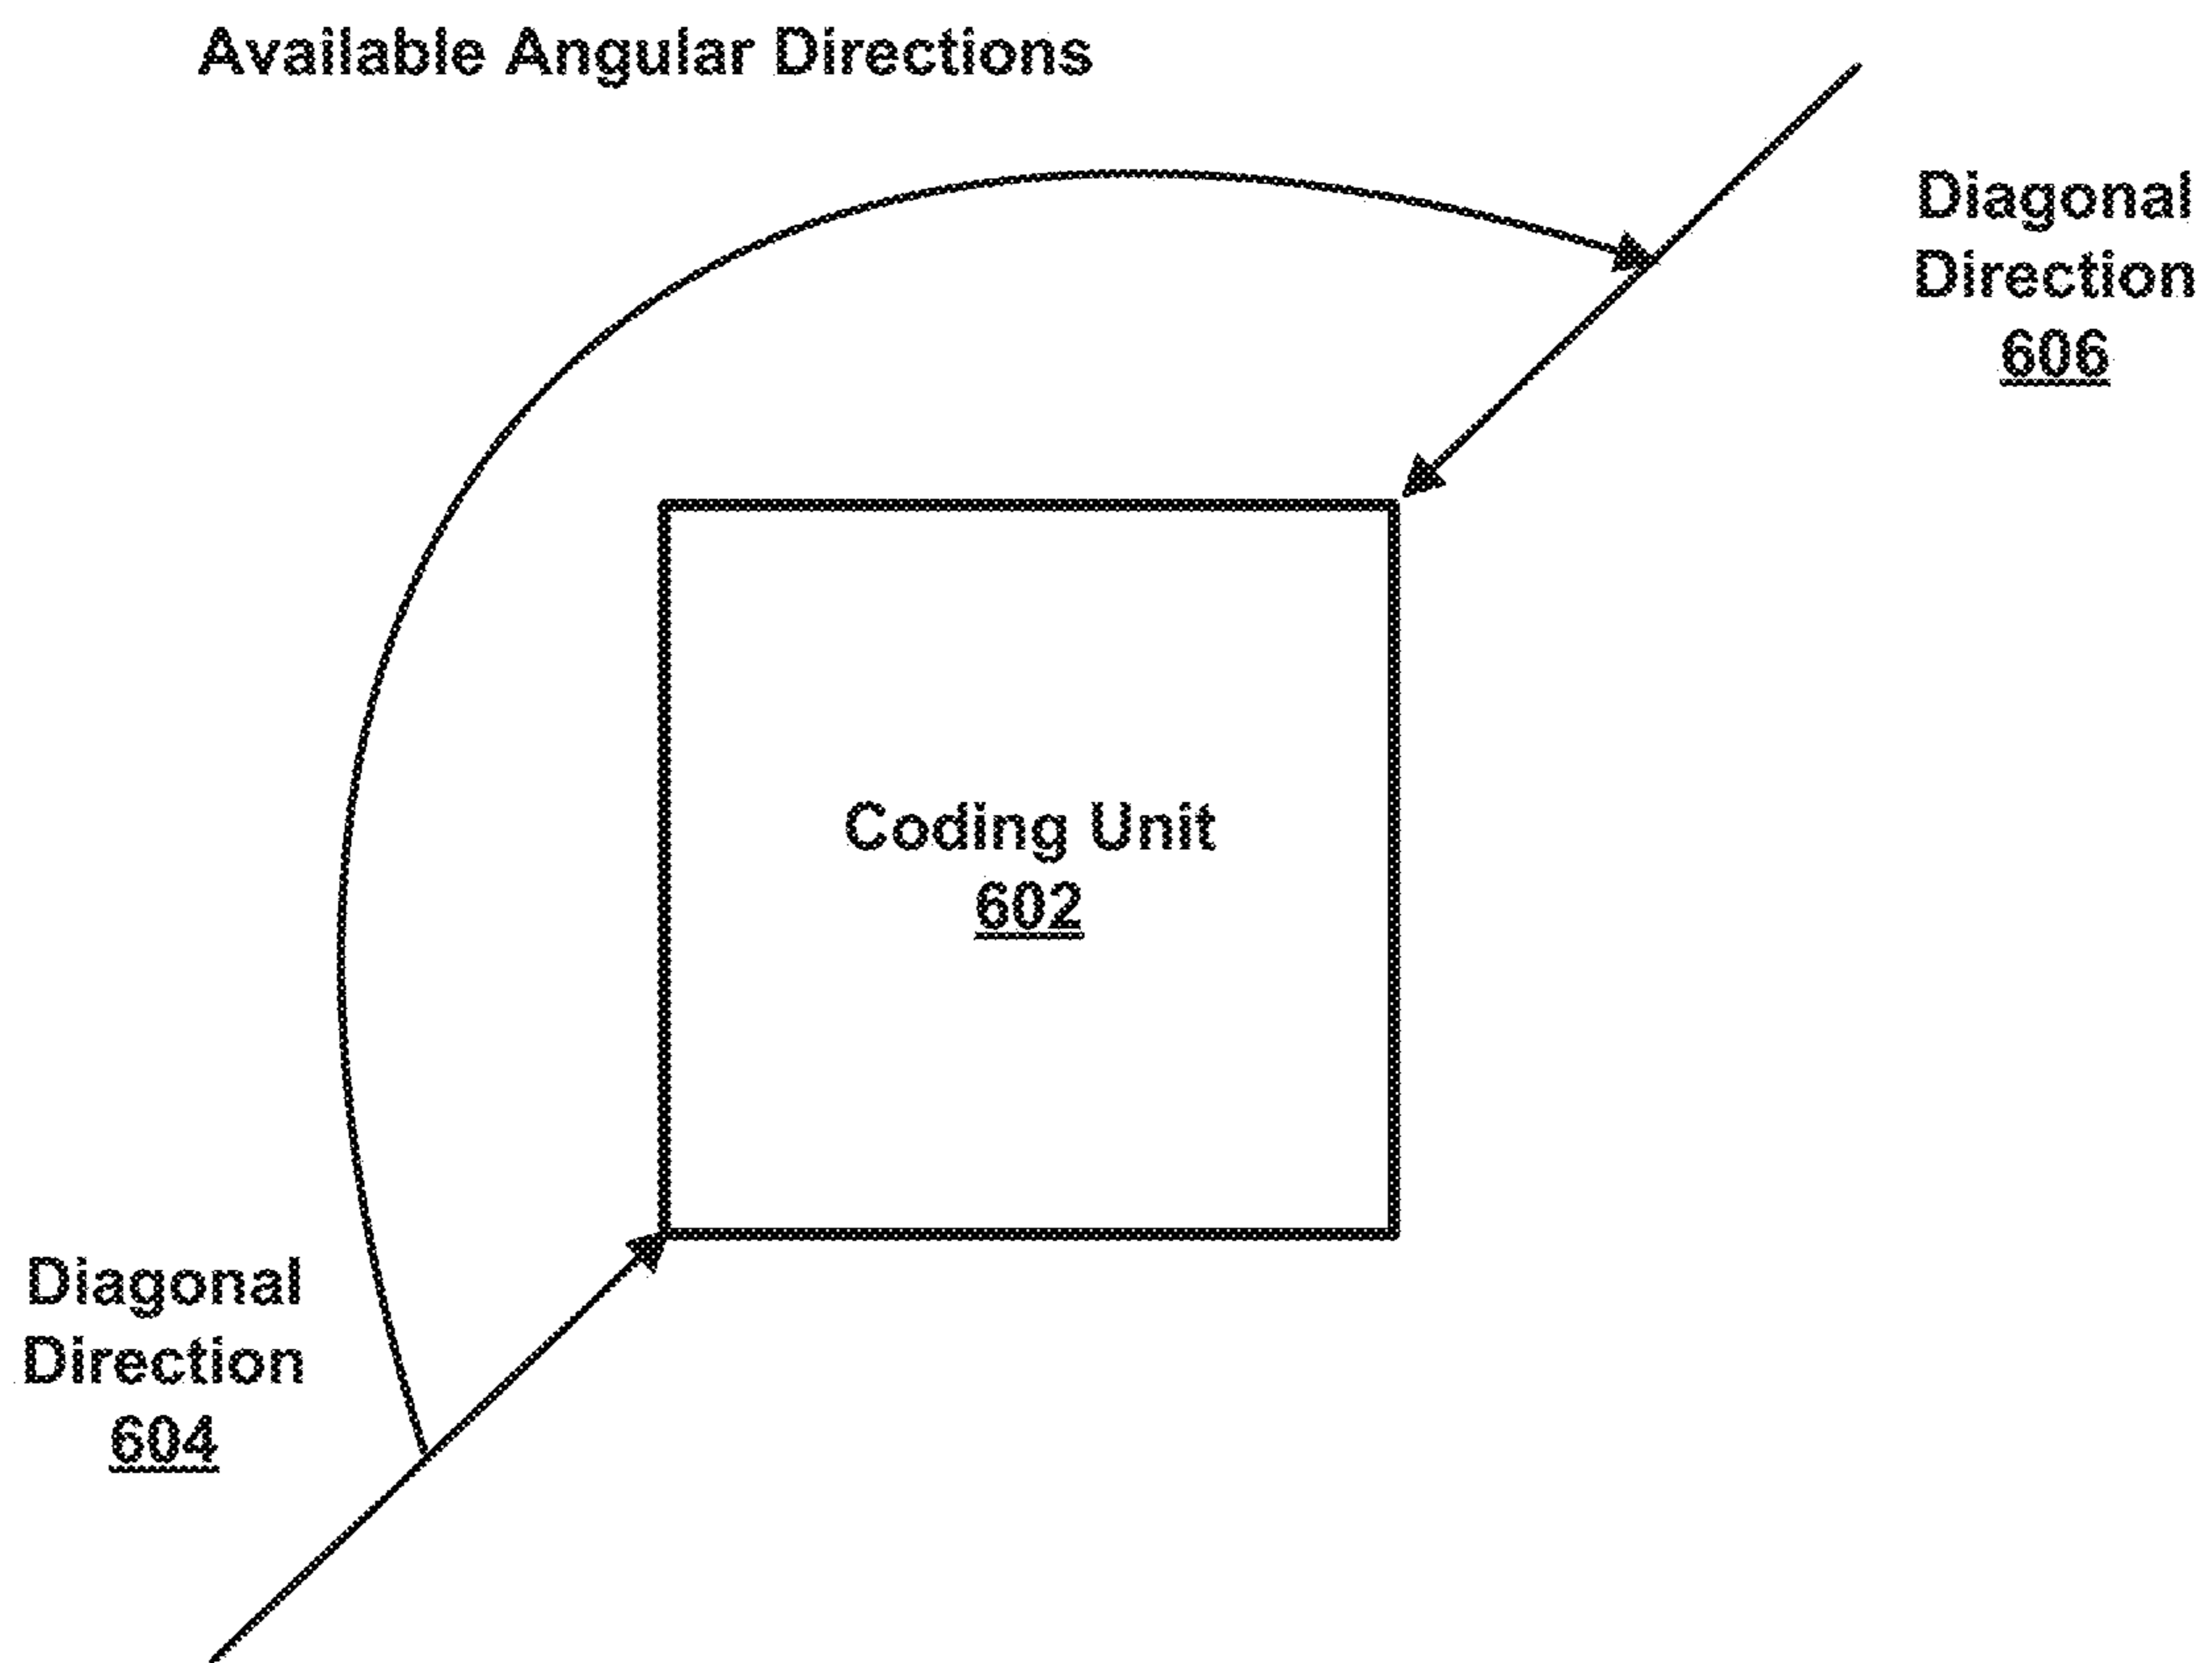 Available Angular Directions
Diagonal
Direction
606
Coding Unit
602
Diagonal
Direction
604